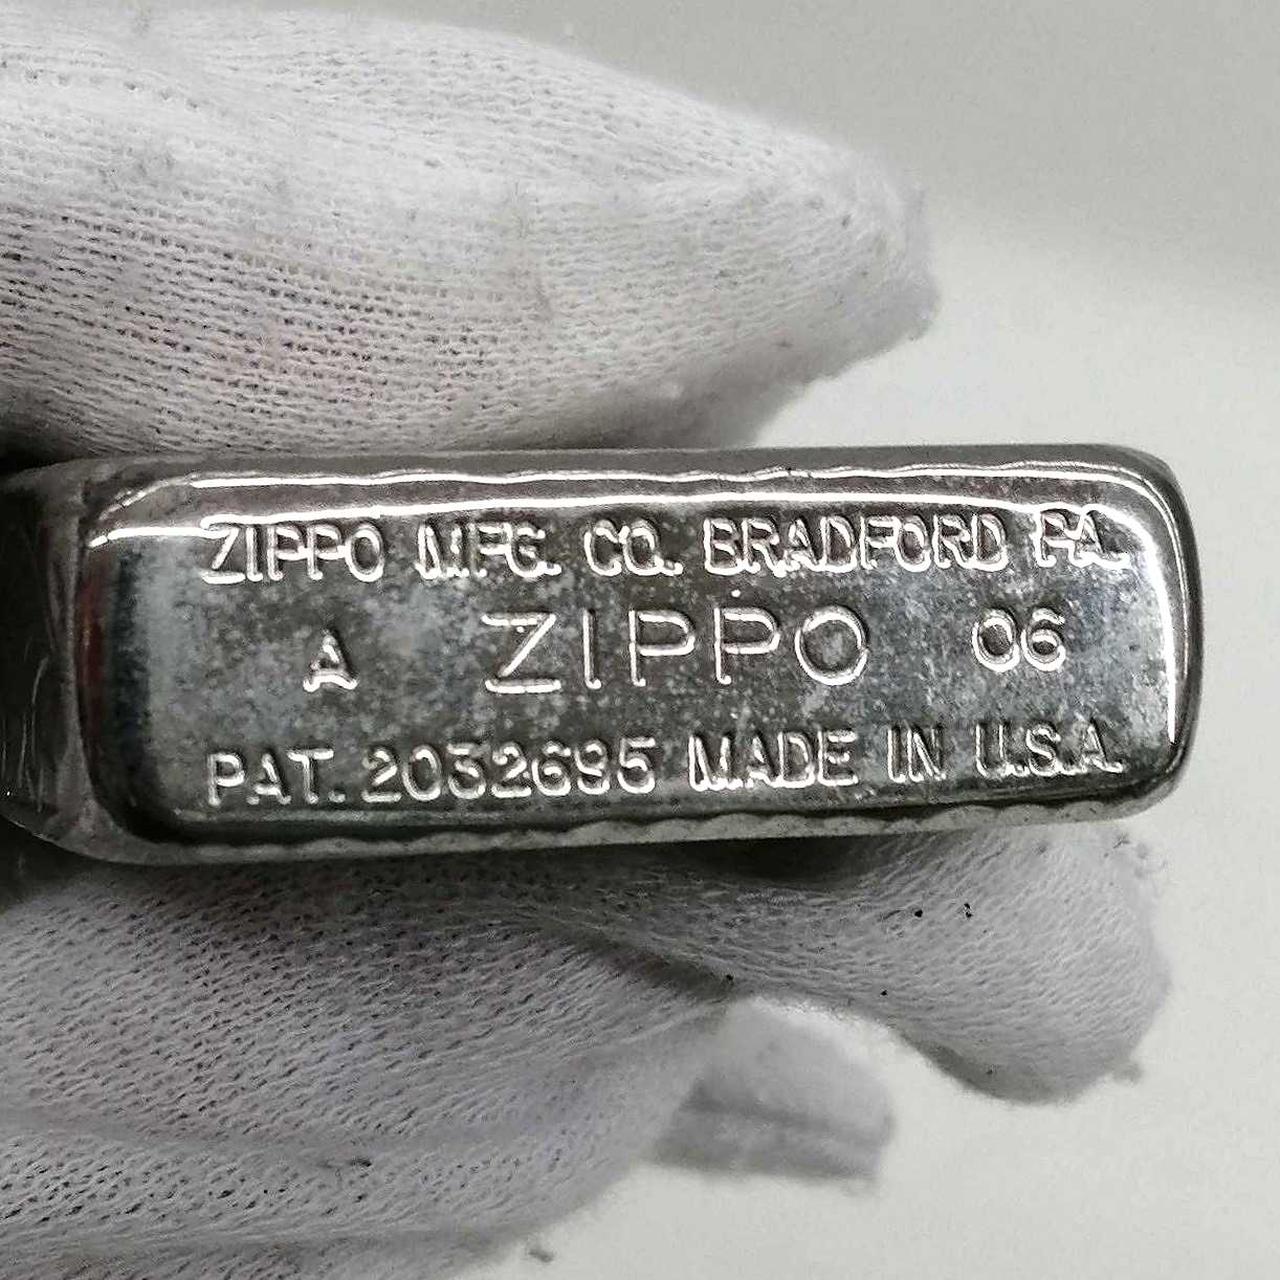 ZIPPO MFG. CO. BRADFORD PA.
A ZIPPO 06
PAT. 2032695 MADE IN U.S.A.